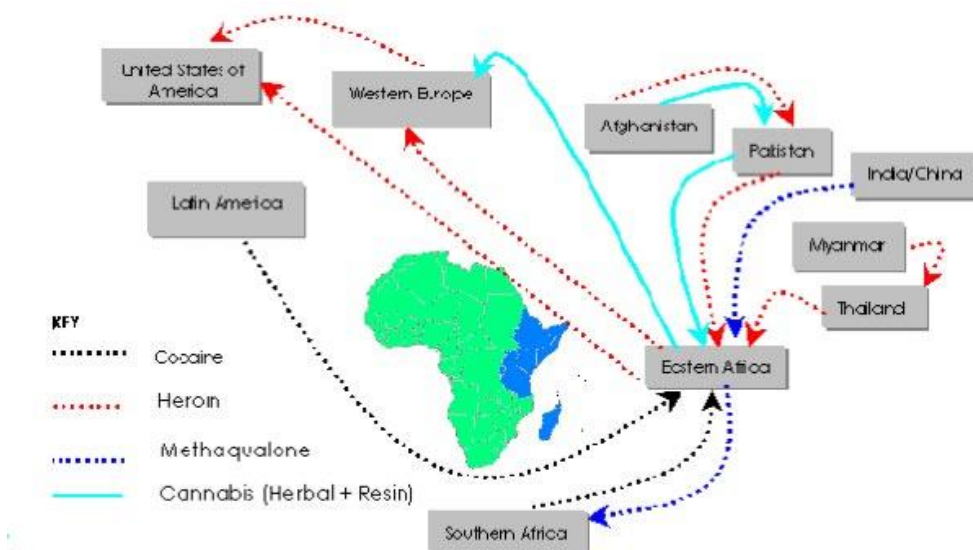 United States of
America
Western Europe
Afghanistan
Pakistan
India/China
Latin America
Myanmar
Thailand
KEY
Cocaine
Eastern Africa
Heroin
Methaqualone
Cannabis (Herbal + Resin)
Southern Africa